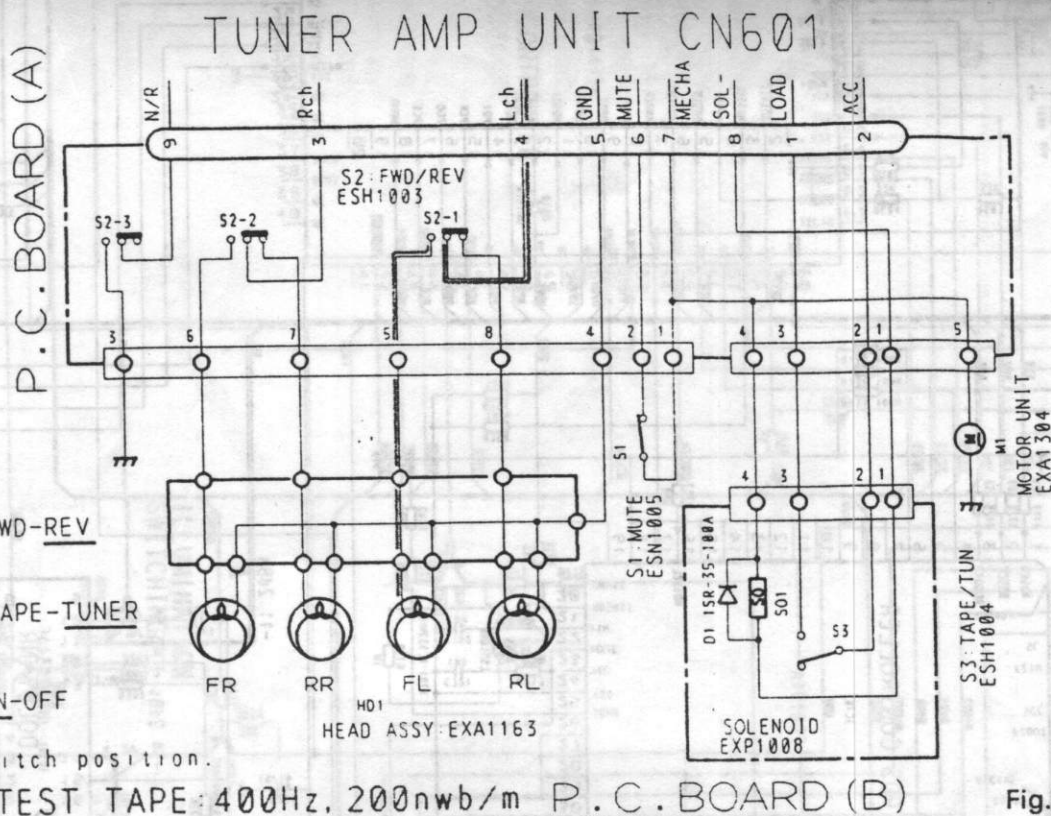 TUNER AMP UNIT CN601
P.C.BOARD(A)
N/R
Rch
Lch
GND
MUTE
MECHA
SOL-
LOAD
ACC
9
3
4
5
6
7
8
1
2
S2:FWD/REV
ESH1003
S2-3
S2-2
S2-1
3
6
7
5
8
4
2
1
4
3
2
1
5
S1
S1:MUTE
ESN1005
4
3
2
1
M
M1
MOTOR UNIT
EXA1304
WD-REV
APE-TUNER
N-OFF
itch position.
D1 1SR-35-100A
SO
SO1
S3
S3:TAPE/TUN
ESH1004
FR
RR
FL
RL
HD1
HEAD ASSY:EXA1163
SOLENOID
EXP1008
TEST TAPE:400Hz,200nwb/m
P.C.BOARD(B)
Fig.